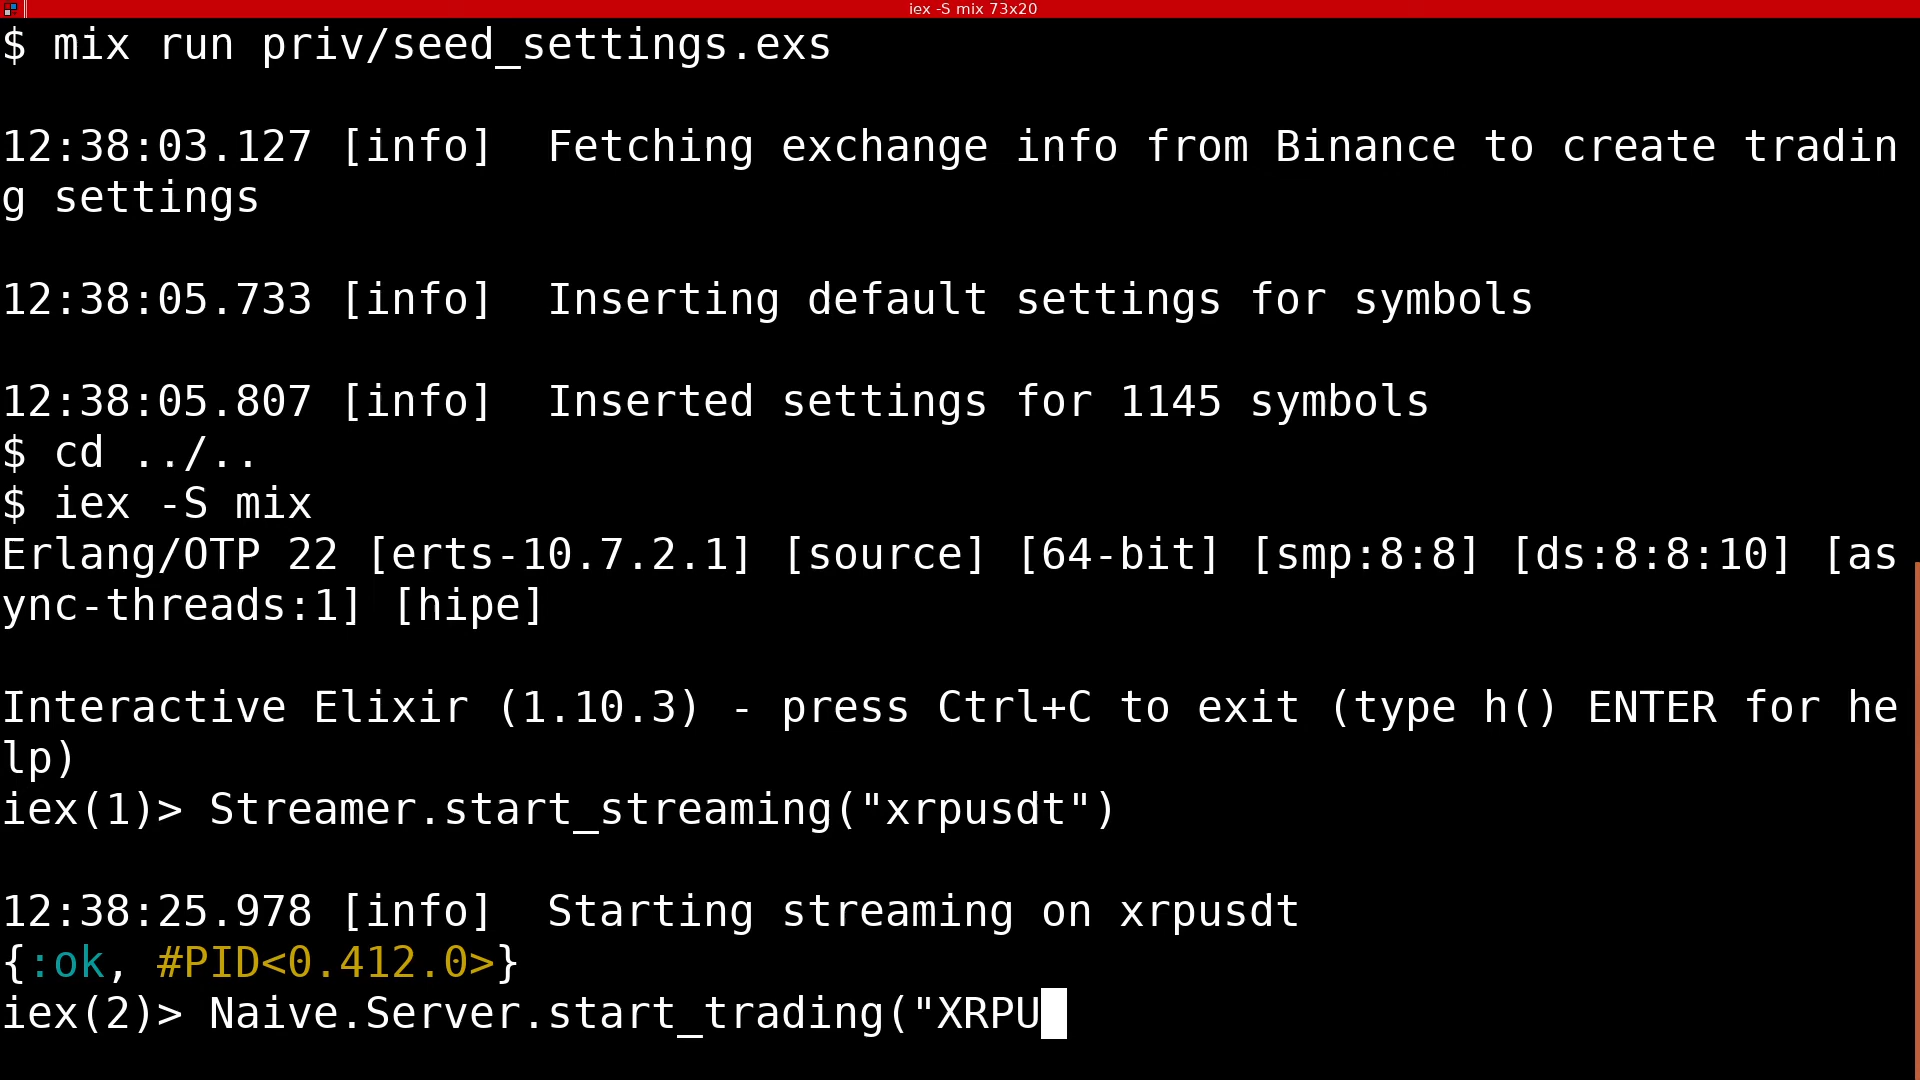 iex -S mix 73x20
$ mix run priv/seed_settings.exs
12:38:03.127 [info]  Fetching exchange info from Binance to create tradin
g settings
12:38:05.733 [info]  Inserting default settings for symbols
12:38:05.807 [info]  Inserted settings for 1145 symbols
$ cd ../..
$ iex -S mix
Erlang/OTP 22 [erts-10.7.2.1] [source] [64-bit] [smp:8:8] [ds:8:8:10] [as
ync-threads:1] [hipe]
Interactive Elixir (1.10.3) - press Ctrl+C to exit (type h() ENTER for he
lp)
iex(1)> Streamer.start_streaming("xrpusdt")
12:38:25.978 [info]  Starting streaming on xrpusdt
{:ok, #PID<0.412.0>}
iex(2)> Naive.Server.start_trading("XRPU